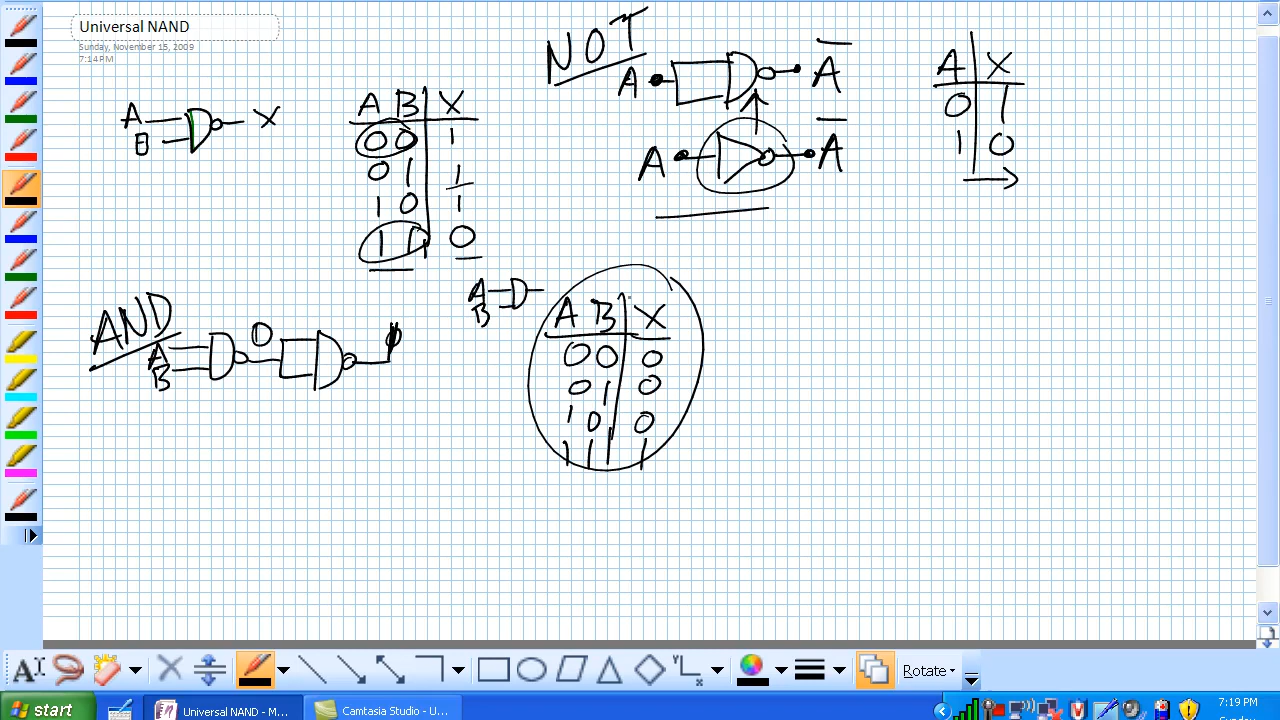 Universal NAND
Sunday, November 15, 2009
7:14 PM
NOT
A A
A A
A X
0 1
1 0
A
B
X
A B X
0 0 1
0 1 1
1 0 1
1 1 0
AND
A
B
0
A
B
A B X
0 0 0
0 1 0
1 0 0
1 1 1
Rotate
start
Universal NAND - M...
Camtasia Studio - U...
7:19 PM
Sunday